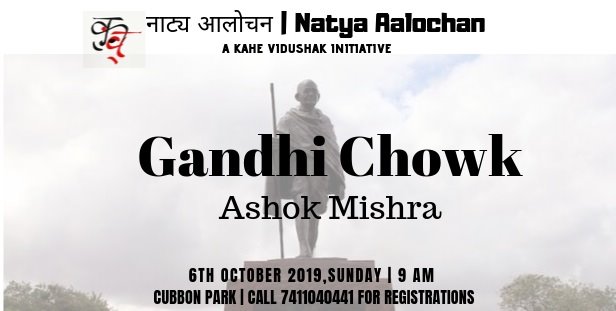 नाट्य आलोचन | Natya Aalochan
A KAHE VIDUSHAK INITIATIVE
Gandhi Chowk
Ashok Mishra
6TH OCTOBER 2019,SUNDAY | 9 AM
CUBBON PARK | CALL 7411040441 FOR REGISTRATIONS